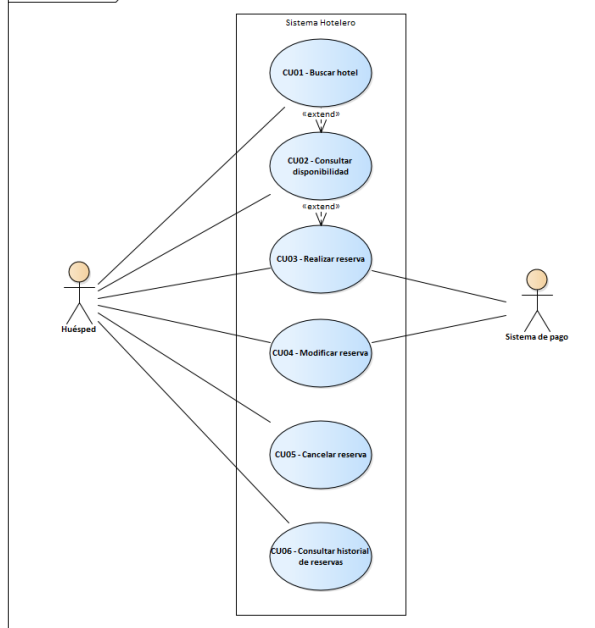 Sistema Hotelero
CU01 - Buscar hotel
«extend»
CU02 - Consultar
disponibilidad
«extend»
CU03 - Realizar reserva
Huésped
Sistema de pago
CU04 - Modificar reserva
CU05 - Cancelar reserva
CU06 - Consultar historial
de reservas